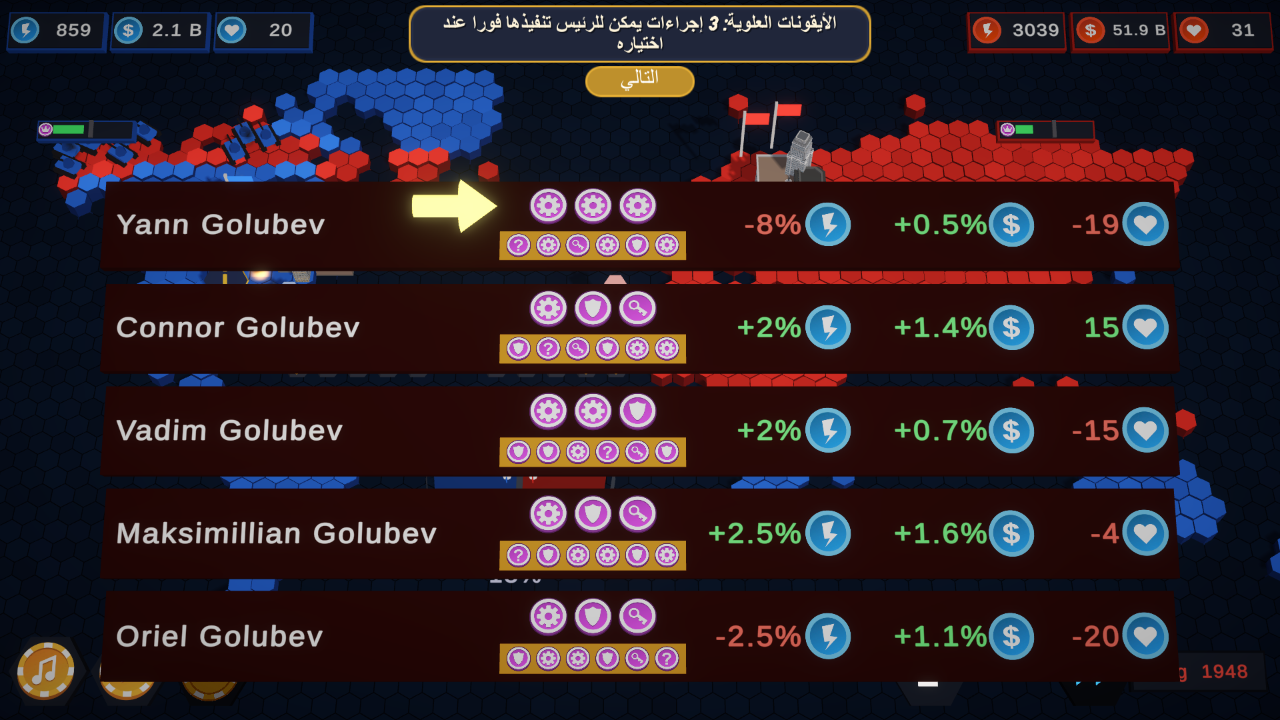 859
2.1 B
20
الأيقونات العلوية: 3 إجراءات يمكن للرئيس تنفيذها فورا عند
اختياره
التالي
3039
51.9 B
31
Yann Golubev
-8%
+0.5%
-19
Connor Golubev
+2%
+1.4%
15
Vadim Golubev
+2%
+0.7%
-15
Maksimillian Golubev
+2.5%
+1.6%
-4
Oriel Golubev
-2.5%
+1.1%
-20
g 1948